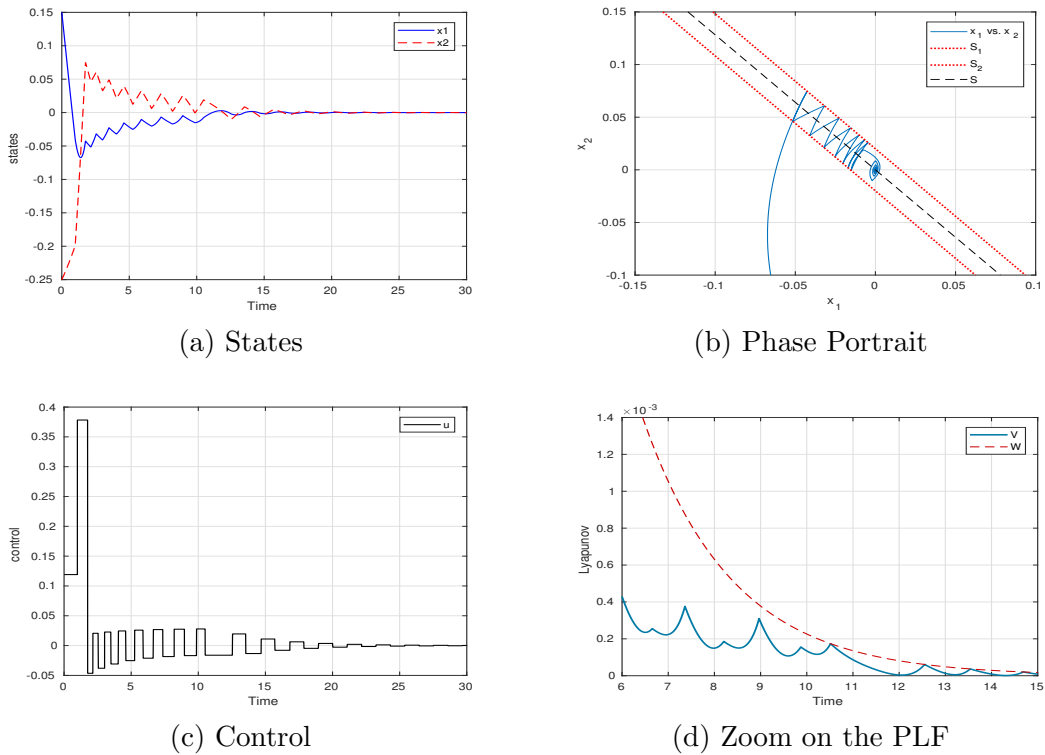 0.15
0.1
0.05
0
-0.05
-0.1
-0.15
-0.2
-0.25
0 5 10 15 20 25 30
Time
states
x1
x2
(a) States
0.15
0.1
0.05
0
-0.05
-0.1
-0.15 -0.1 -0.05 0 0.05 0.1
x1
x2
x1 vs. x2
S1
S2
S
(b) Phase Portrait
0.4
0.35
0.3
0.25
0.2
0.15
0.1
0.05
0
-0.05
0 5 10 15 20 25 30
Time
control
u
(c) Control
×10-3
1.4
1.2
1
0.8
0.6
0.4
0.2
0
6 7 8 9 10 11 12 13 14 15
Time
Lyapunov
V
W
(d) Zoom on the PLF